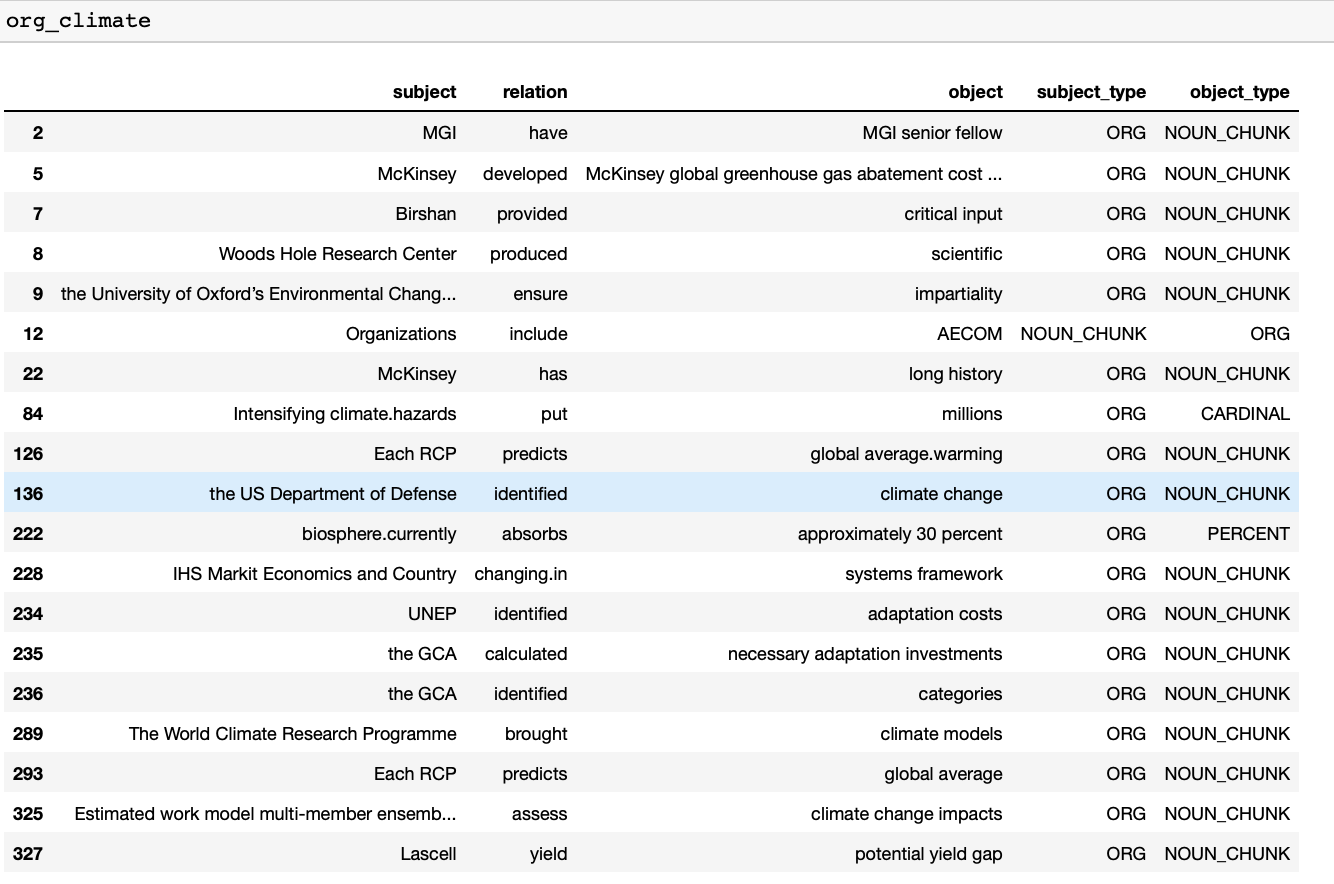 org_climate
subject relation object subject_type object_type
2 MGI have MGI senior fellow ORG NOUN_CHUNK
5 McKinsey developed McKinsey global greenhouse gas abatement cost ... ORG NOUN_CHUNK
7 Birshan provided critical input ORG NOUN_CHUNK
8 Woods Hole Research Center produced scientific ORG NOUN_CHUNK
9 the University of Oxford’s Environmental Chang... ensure impartiality ORG NOUN_CHUNK
12 Organizations include AECOM NOUN_CHUNK ORG
22 McKinsey has long history ORG NOUN_CHUNK
84 Intensifying climate.hazards put millions ORG CARDINAL
126 Each RCP predicts global average.warming ORG NOUN_CHUNK
136 the US Department of Defense identified climate change ORG NOUN_CHUNK
222 biosphere.currently absorbs approximately 30 percent ORG PERCENT
228 IHS Markit Economics and Country changing.in systems framework ORG NOUN_CHUNK
234 UNEP identified adaptation costs ORG NOUN_CHUNK
235 the GCA calculated necessary adaptation investments ORG NOUN_CHUNK
236 the GCA identified categories ORG NOUN_CHUNK
289 The World Climate Research Programme brought climate models ORG NOUN_CHUNK
293 Each RCP predicts global average ORG NOUN_CHUNK
325 Estimated work model multi-member ensemb... assess climate change impacts ORG NOUN_CHUNK
327 Lascell yield potential yield gap ORG NOUN_CHUNK